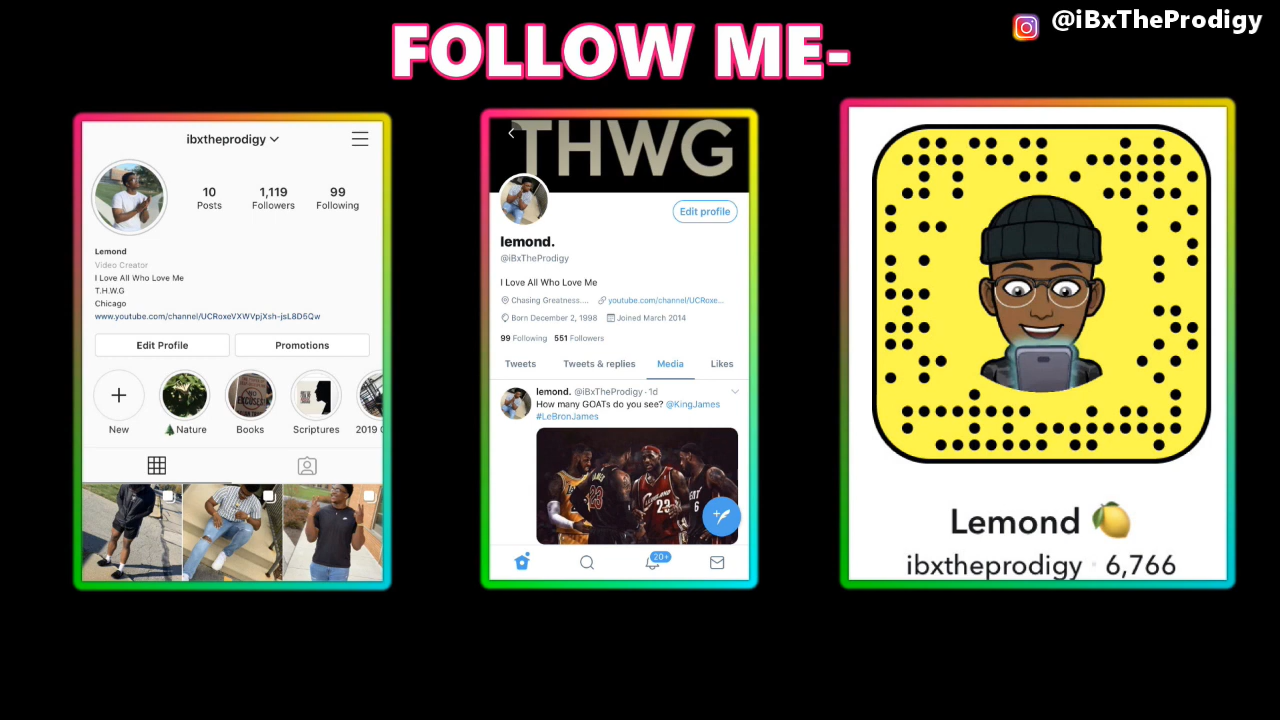 FOLLOW ME-
@iBxTheProdigy
ibxtheprodigy
10 1,119 99
Posts Followers Following
Lemond
Video Creator
I Love All Who Love Me
T.H.W.G
Chicago
www.youtube.com/channel/UCRoxeVXWVpjXsh-jsL8D5Qw
Edit Profile Promotions
New 🌲Nature Books Scriptures 2019
THWG
Edit profile
lemond.
@iBxTheProdigy
I Love All Who Love Me
Chasing Greatness.... youtube.com/channel/UCRoxe...
Born December 2, 1998 Joined March 2014
99 Following 551 Followers
Tweets Tweets & replies Media Likes
lemond. @iBxTheProdigy · 1d
How many GOATs do you see? @KingJames
#LeBronJames
20+
Lemond 🍋
ibxtheprodigy · 6,766